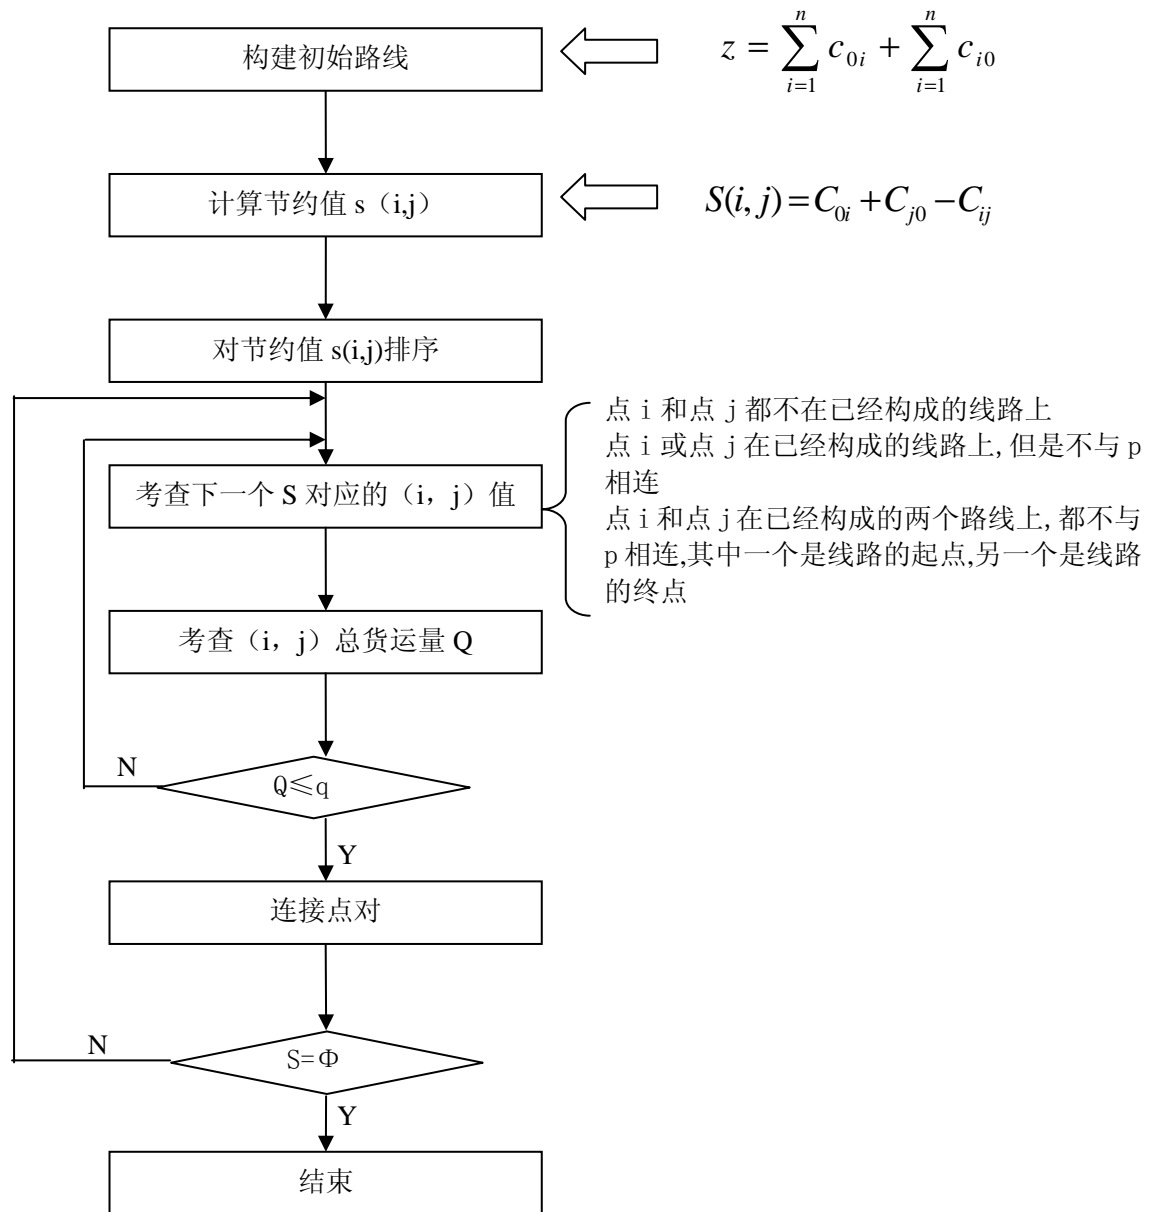 构建初始路线
z = \sum_{i=1}^{n} c_{0i} + \sum_{i=1}^{n} c_{i0}
计算节约值 s（i,j）
S(i, j) = C_{0i} + C_{j0} − C_{ij}
对节约值 s(i,j)排序
考查下一个 S 对应的（i，j）值
点 i 和点 j 都不在已经构成的线路上
点 i 或点 j 在已经构成的线路上,但是不与 p
相连
点 i 和点 j 在已经构成的两个路线上,都不与
p 相连,其中一个是线路的起点,另一个是线路
的终点
考查（i，j）总货运量 Q
N
Q≤q
Y
连接点对
N
S=Φ
Y
结束